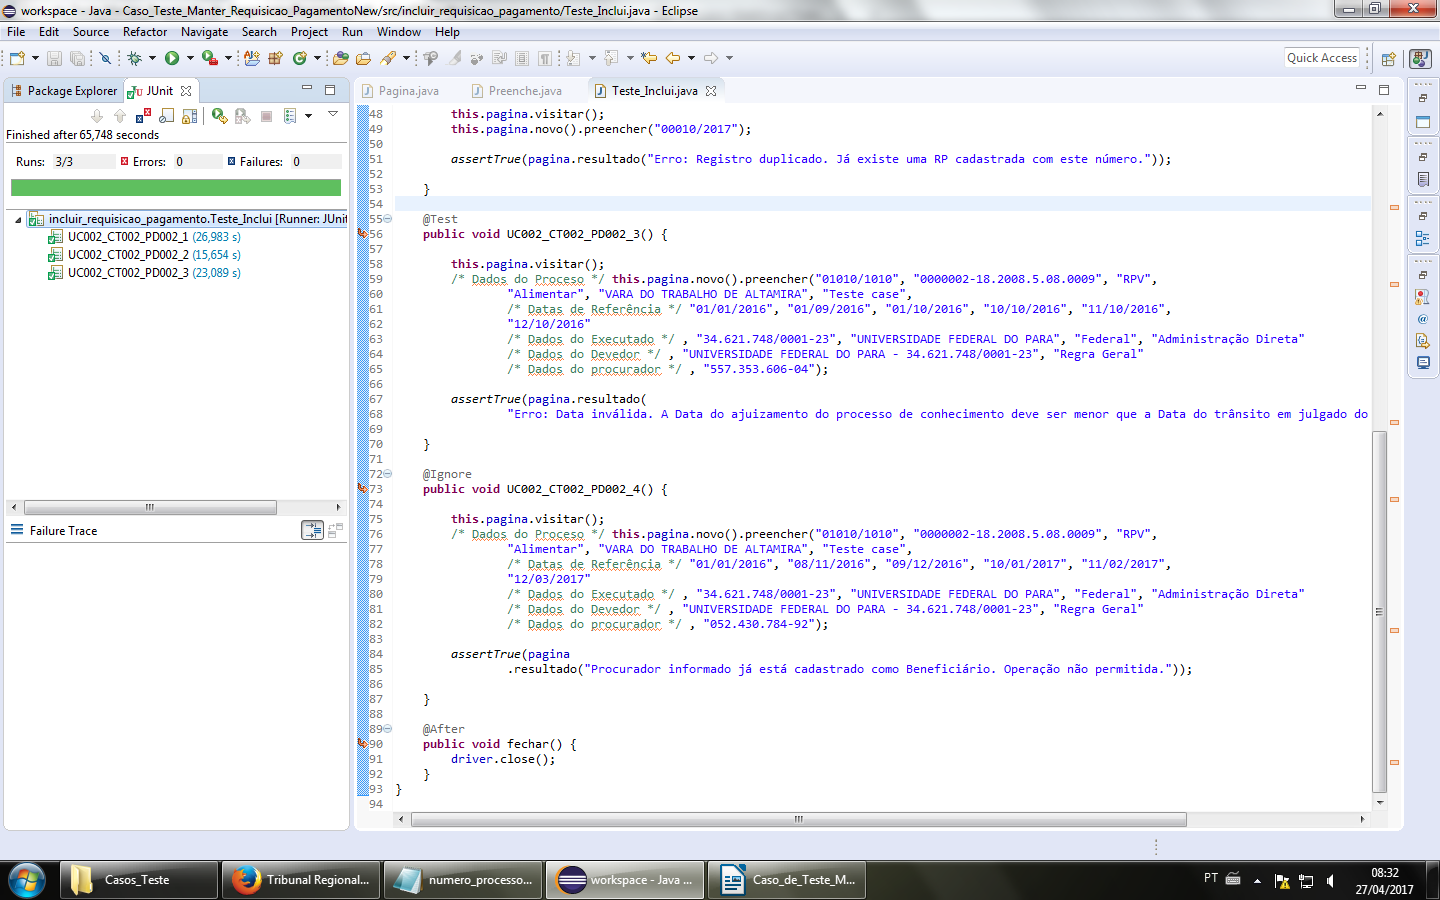 workspace - Java - Caso_Teste_Manter_Requisicao_PagamentoNew/src/incluir_requisicao_pagamento/Teste_Inclui.java - Eclipse
File Edit Source Refactor Navigate Search Project Run Window Help
Quick Access
Package Explorer JUnit
Pagina.java Preenche.java Teste_Inclui.java
Finished after 65,748 seconds
Runs: 3/3 Errors: 0 Failures: 0
incluir_requisicao_pagamento.Teste_Inclui [Runner: JUnit
UC002_CT002_PD002_1 (26,983 s)
UC002_CT002_PD002_2 (15,654 s)
UC002_CT002_PD002_3 (23,089 s)
Failure Trace
48 this.pagina.visitar();
49 this.pagina.novo().preencher("00010/2017");
50
51 assertTrue(pagina.resultado("Erro: Registro duplicado. Já existe uma RP cadastrada com este número."));
52
53 }
54
55 @Test
56 public void UC002_CT002_PD002_3() {
57
58 this.pagina.visitar();
59 /* Dados do Proceso */ this.pagina.novo().preencher("01010/1010", "0000002-18.2008.5.08.0009", "RPV",
60 "Alimentar", "VARA DO TRABALHO DE ALTAMIRA", "Teste case",
61 /* Datas de Referência */ "01/01/2016", "01/09/2016", "01/10/2016", "10/10/2016", "11/10/2016",
62 "12/10/2016"
63 /* Dados do Executado */ , "34.621.748/0001-23", "UNIVERSIDADE FEDERAL DO PARA", "Federal", "Administração Direta"
64 /* Dados do Devedor */ , "UNIVERSIDADE FEDERAL DO PARA - 34.621.748/0001-23", "Regra Geral"
65 /* Dados do procurador */ , "557.353.606-04");
66
67 assertTrue(pagina.resultado(
68 "Erro: Data inválida. A Data do ajuizamento do processo de conhecimento deve ser menor que a Data do trânsito em julgado do
69
70 }
71
72 @Ignore
73 public void UC002_CT002_PD002_4() {
74
75 this.pagina.visitar();
76 /* Dados do Proceso */ this.pagina.novo().preencher("01010/1010", "0000002-18.2008.5.08.0009", "RPV",
77 "Alimentar", "VARA DO TRABALHO DE ALTAMIRA", "Teste case",
78 /* Datas de Referência */ "01/01/2016", "08/11/2016", "09/12/2016", "10/01/2017", "11/02/2017",
79 "12/03/2017"
80 /* Dados do Executado */ , "34.621.748/0001-23", "UNIVERSIDADE FEDERAL DO PARA", "Federal", "Administração Direta"
81 /* Dados do Devedor */ , "UNIVERSIDADE FEDERAL DO PARA - 34.621.748/0001-23", "Regra Geral"
82 /* Dados do procurador */ , "052.430.784-92");
83
84 assertTrue(pagina
85 .resultado("Procurador informado já está cadastrado como Beneficiário. Operação não permitida."));
86
87 }
88
89 @After
90 public void fechar() {
91 driver.close();
92 }
93 }
94
Casos_Teste Tribunal Regional... numero_processo... workspace - Java ... Caso_de_Teste_M... PT 08:32
27/04/2017